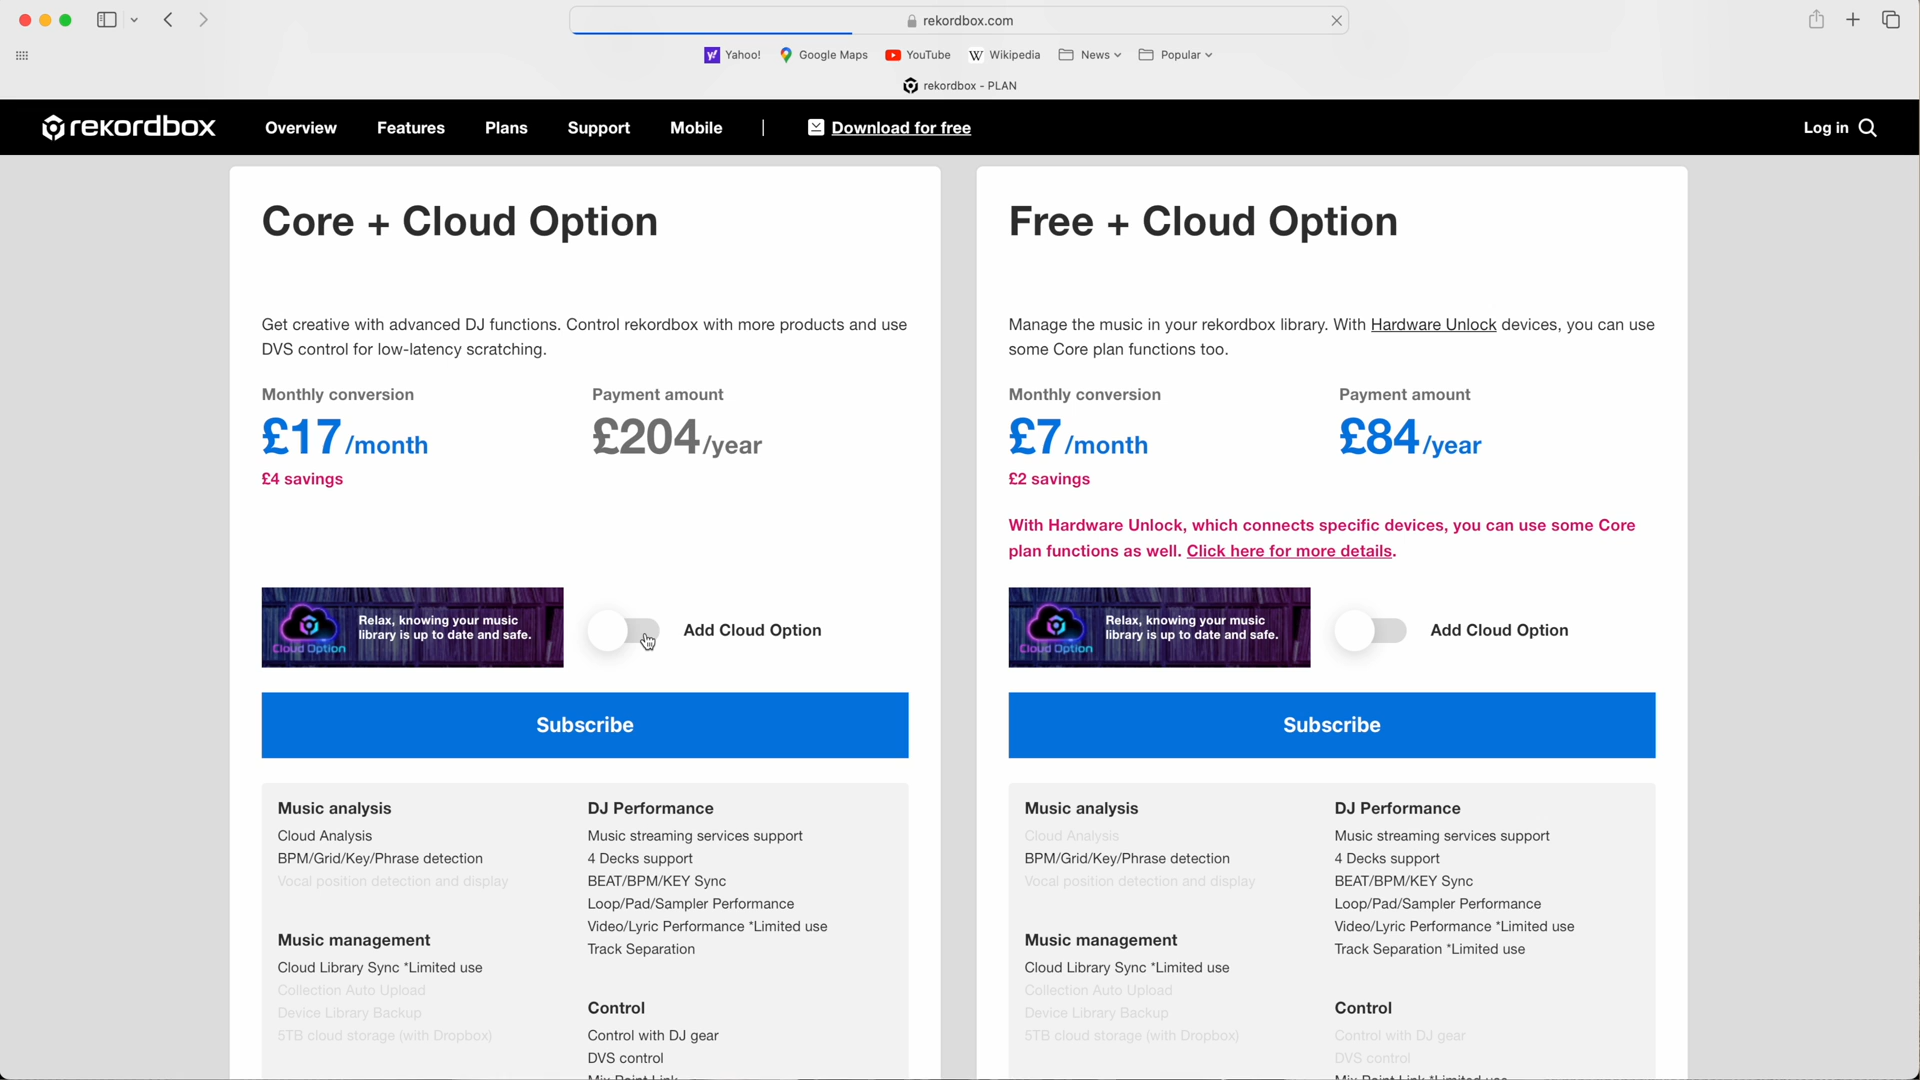 rekordbox.com
Yahoo!
Google Maps
YouTube
Wikipedia
News
Popular
rekordbox - PLAN
rekordbox
Overview
Features
Plans
Support
Mobile
Download for free
Log in
Core + Cloud Option
Get creative with advanced DJ functions. Control rekordbox with more products and use
DVS control for low-latency scratching.
Monthly conversion
£17/month
£4 savings
Payment amount
£204/year
Relax, knowing your music
library is up to date and safe.
Cloud Option
Add Cloud Option
Subscribe
Music analysis
Cloud Analysis
BPM/Grid/Key/Phrase detection
Vocal position detection and display
Music management
Cloud Library Sync *Limited use
Collection Auto Upload
Device Library Backup
5TB cloud storage (with Dropbox)
DJ Performance
Music streaming services support
4 Decks support
BEAT/BPM/KEY Sync
Loop/Pad/Sampler Performance
Video/Lyric Performance *Limited use
Track Separation
Control
Control with DJ gear
DVS control
Free + Cloud Option
Manage the music in your rekordbox library. With Hardware Unlock devices, you can use
some Core plan functions too.
Monthly conversion
£7/month
£2 savings
Payment amount
£84/year
With Hardware Unlock, which connects specific devices, you can use some Core
plan functions as well. Click here for more details.
Relax, knowing your music
library is up to date and safe.
Cloud Option
Add Cloud Option
Subscribe
Music analysis
Cloud Analysis
BPM/Grid/Key/Phrase detection
Vocal position detection and display
Music management
Cloud Library Sync *Limited use
Collection Auto Upload
Device Library Backup
5TB cloud storage (with Dropbox)
DJ Performance
Music streaming services support
4 Decks support
BEAT/BPM/KEY Sync
Loop/Pad/Sampler Performance
Video/Lyric Performance *Limited use
Track Separation *Limited use
Control
Control with DJ gear
DVS control